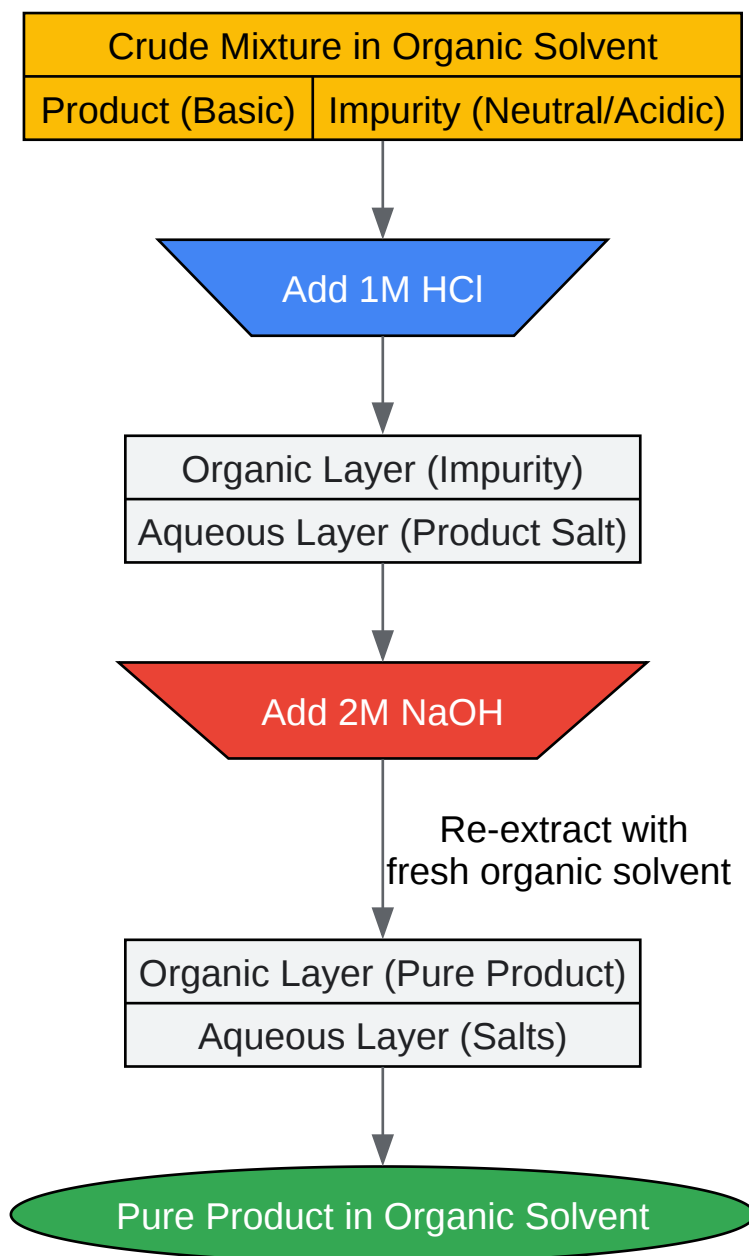 Crude Mixture in Organic Solvent
Product (Basic)
Impurity (Neutral/Acidic)
Add 1M HCl
Organic Layer (Impurity)
Aqueous Layer (Product Salt)
Add 2M NaOH
Re-extract with
fresh organic solvent
Organic Layer (Pure Product)
Aqueous Layer (Salts)
Pure Product in Organic Solvent